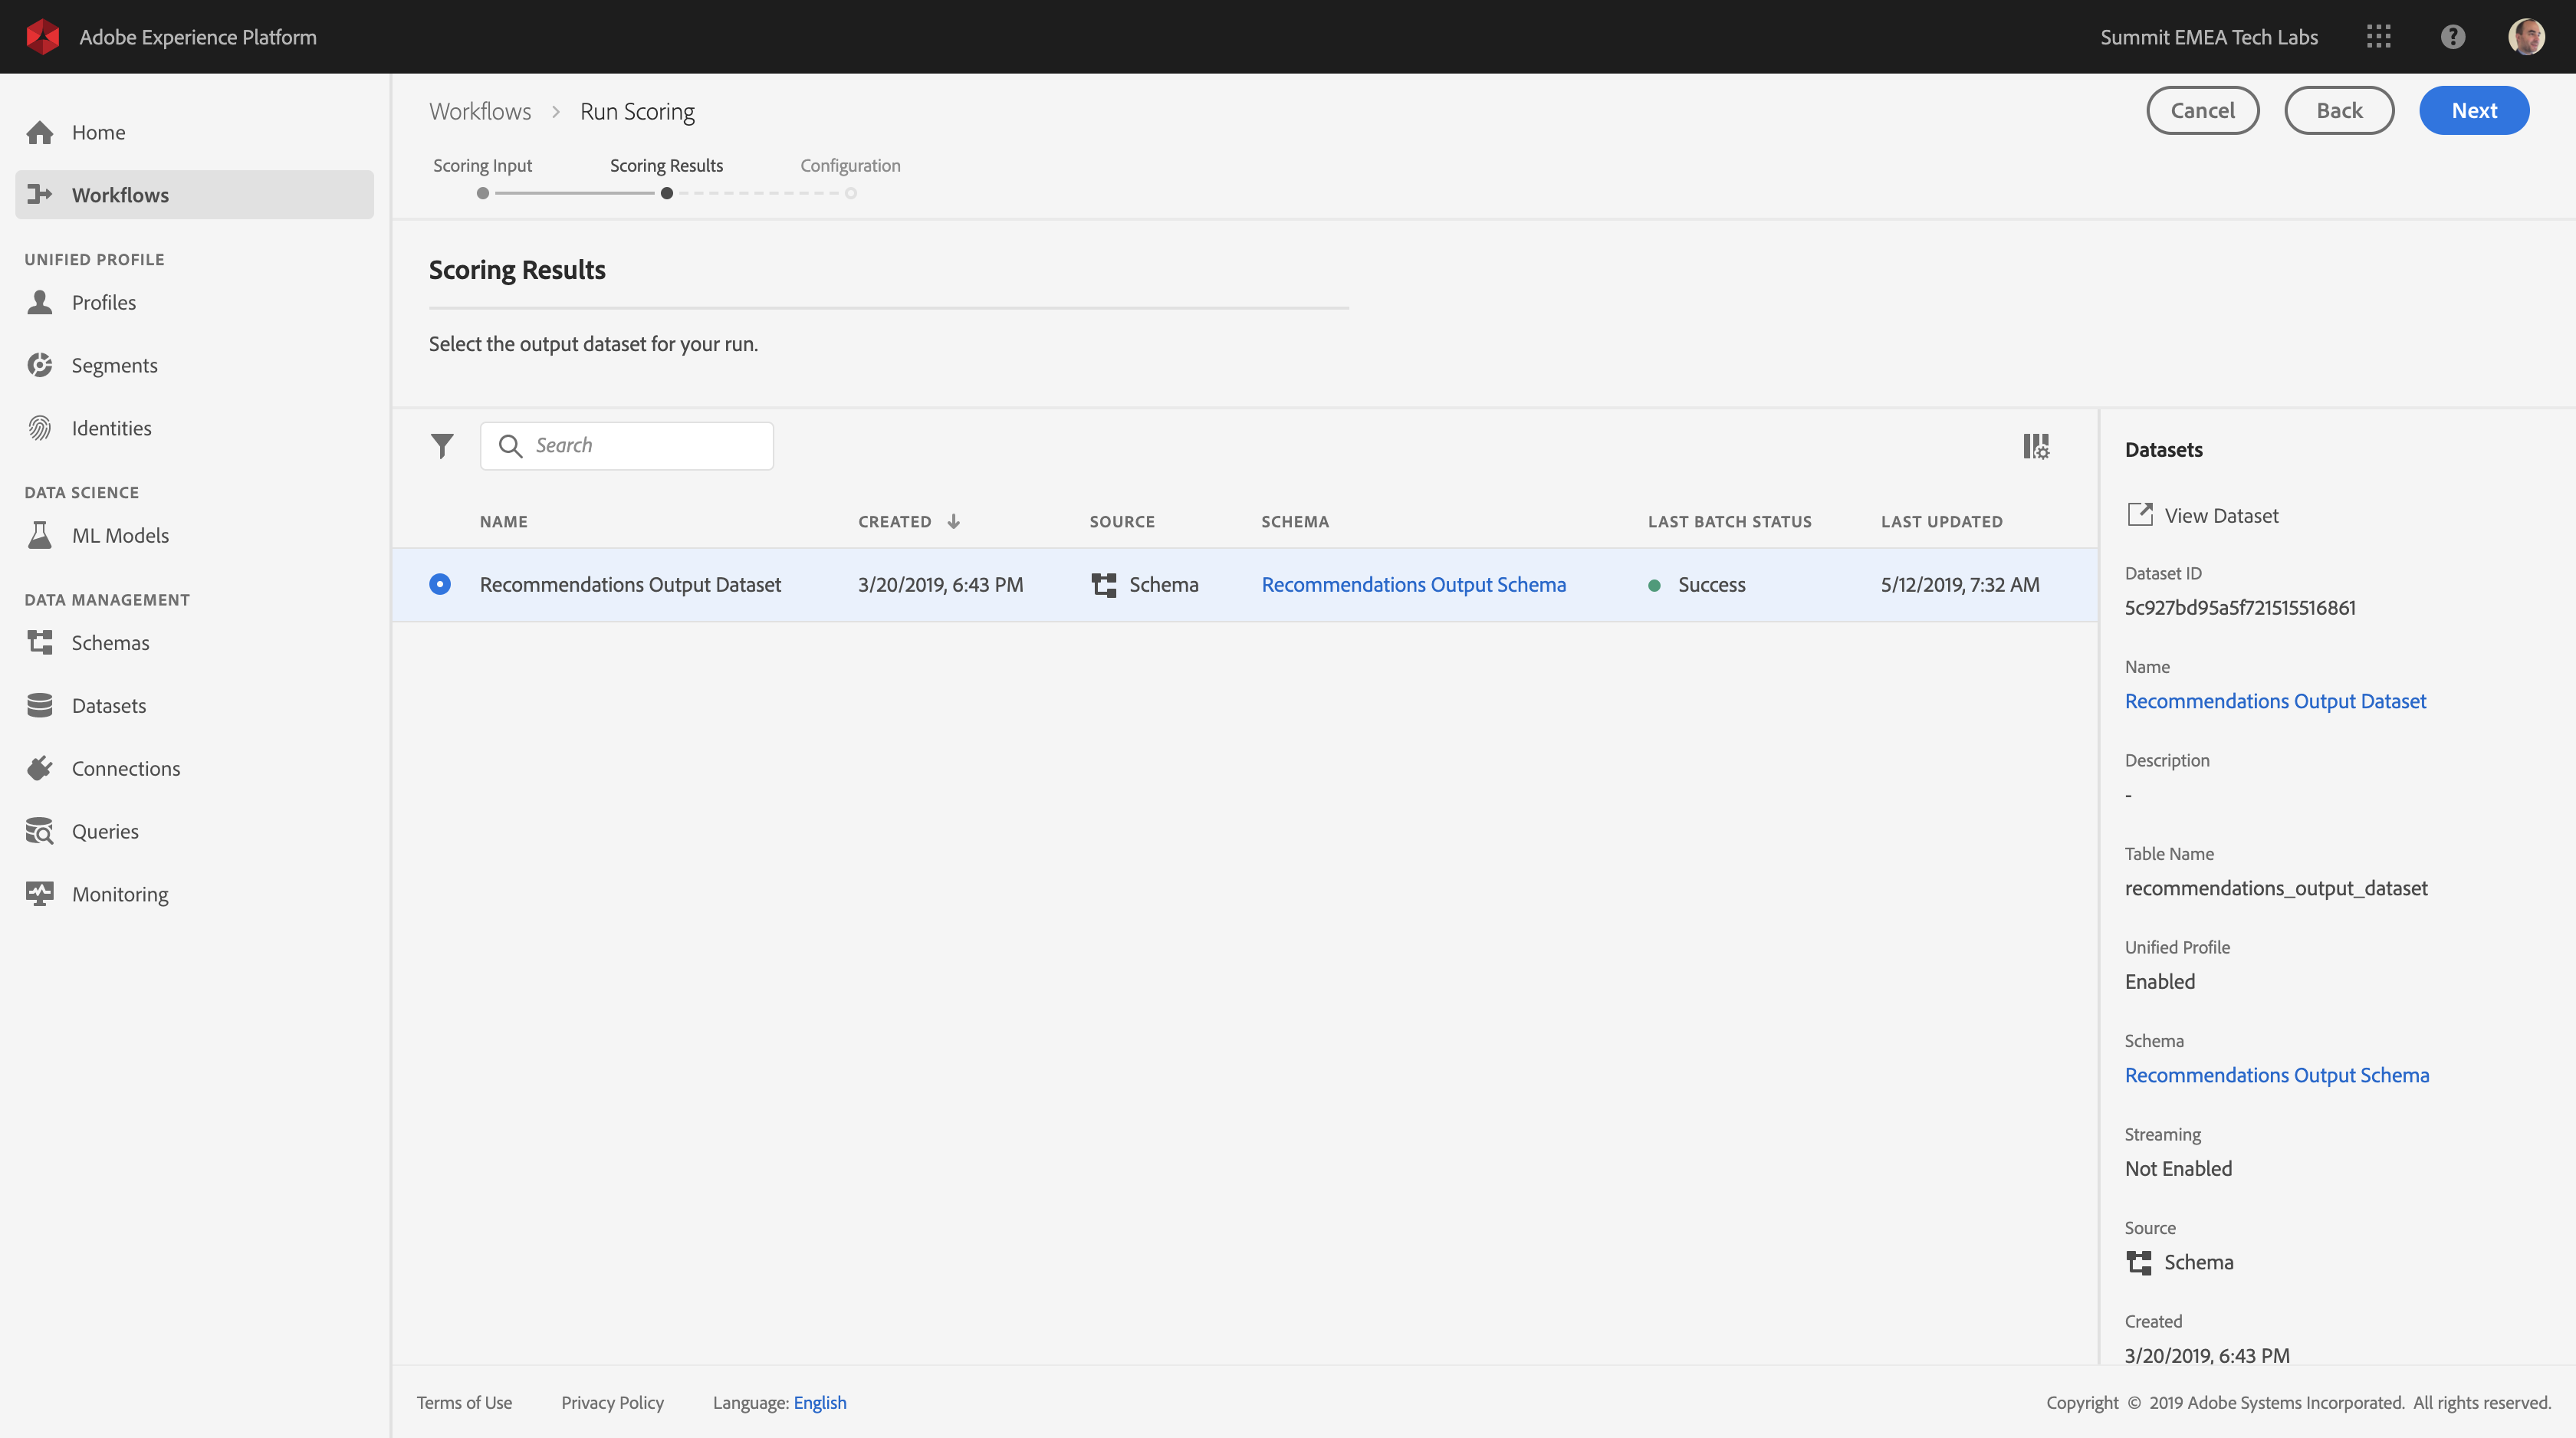 Adobe Experience Platform
Summit EMEA Tech Labs
Home
Workflows
UNIFIED PROFILE
Profiles
Segments
Identities
DATA SCIENCE
ML Models
DATA MANAGEMENT
Schemas
Datasets
Connections
Queries
Monitoring
Workflows > Run Scoring
Cancel
Back
Next
Scoring Input
Scoring Results
Configuration
Scoring Results
Select the output dataset for your run.
Search
NAME CREATED SOURCE SCHEMA LAST BATCH STATUS LAST UPDATED
Recommendations Output Dataset 3/20/2019, 6:43 PM Schema Recommendations Output Schema Success 5/12/2019, 7:32 AM
Datasets
View Dataset
Dataset ID
5c927bd95a5f721515516861
Name
Recommendations Output Dataset
Description
-
Table Name
recommendations_output_dataset
Unified Profile
Enabled
Schema
Recommendations Output Schema
Streaming
Not Enabled
Source
Schema
Created
3/20/2019, 6:43 PM
Terms of Use
Privacy Policy
Language: English
Copyright © 2019 Adobe Systems Incorporated. All rights reserved.